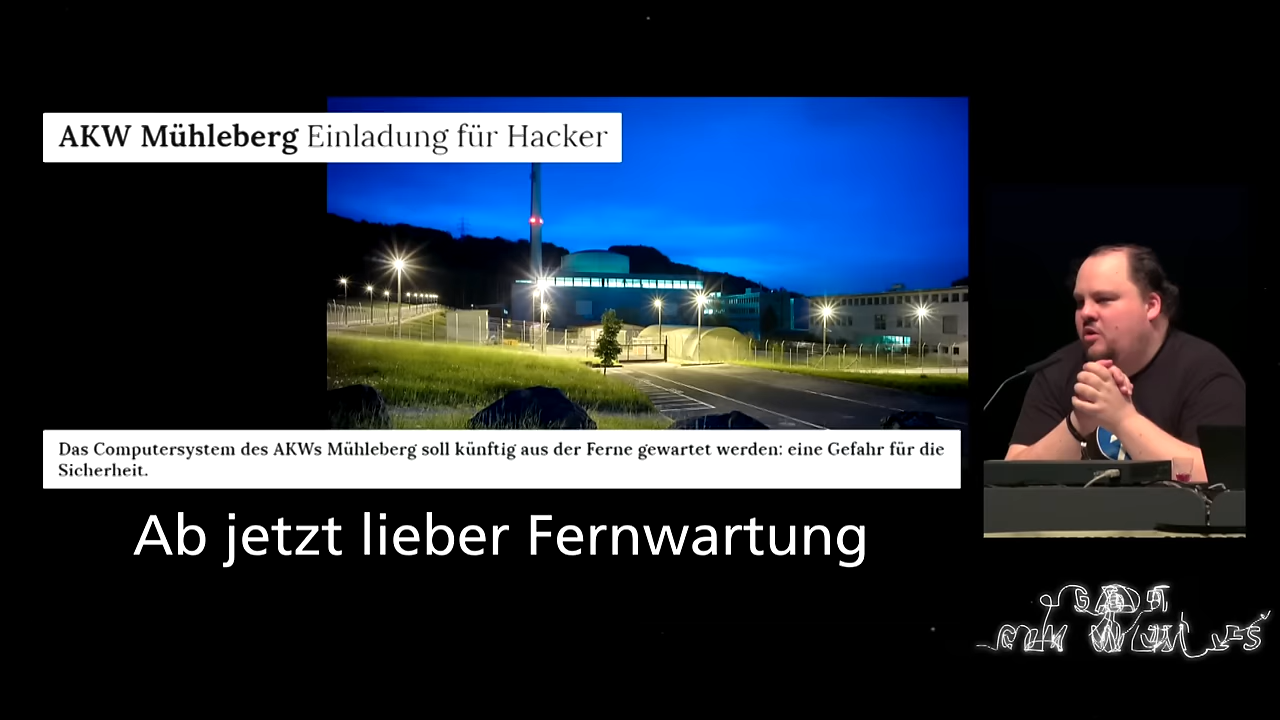 AKW Mühleberg Einladung für Hacker
Das Computersystem des AKWs Mühleberg soll künftig aus der Ferne gewartet werden: eine Gefahr für die
Sicherheit.
Ab jetzt lieber Fernwartung